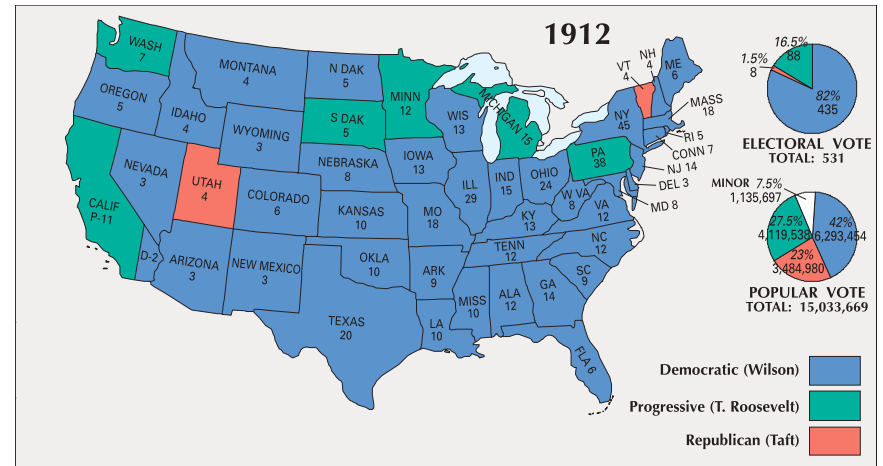 1912
WASH
7
OREGON
5
CALIF
P-11
D-2
NEVADA
3
IDAHO
4
MONTANA
4
WYOMING
3
UTAH
4
COLORADO
6
ARIZONA
3
NEW MEXICO
3
N DAK
5
S DAK
5
NEBRASKA
8
KANSAS
10
OKLA
10
TEXAS
20
MINN
12
IOWA
13
MO
18
ARK
9
LA
10
WIS
13
ILL
29
MICHIGAN 15
IND
15
OHIO
24
KY
13
TENN
12
MISS
10
ALA
12
GA
14
FLA 6
SC
9
NC
12
VA
12
W VA
8
PA
38
NY
45
VT
4
NH
4
ME
6
MASS
18
RI 5
CONN 7
NJ 14
DEL 3
MD 8
16.5%
88
1.5%
8
82%
435
ELECTORAL VOTE
TOTAL: 531
MINOR 7.5%
1,135,697
27.5%
4,119,538
42%
6,293,454
23%
3,484,980
POPULAR VOTE
TOTAL: 15,033,669
Democratic (Wilson)
Progressive (T. Roosevelt)
Republican (Taft)